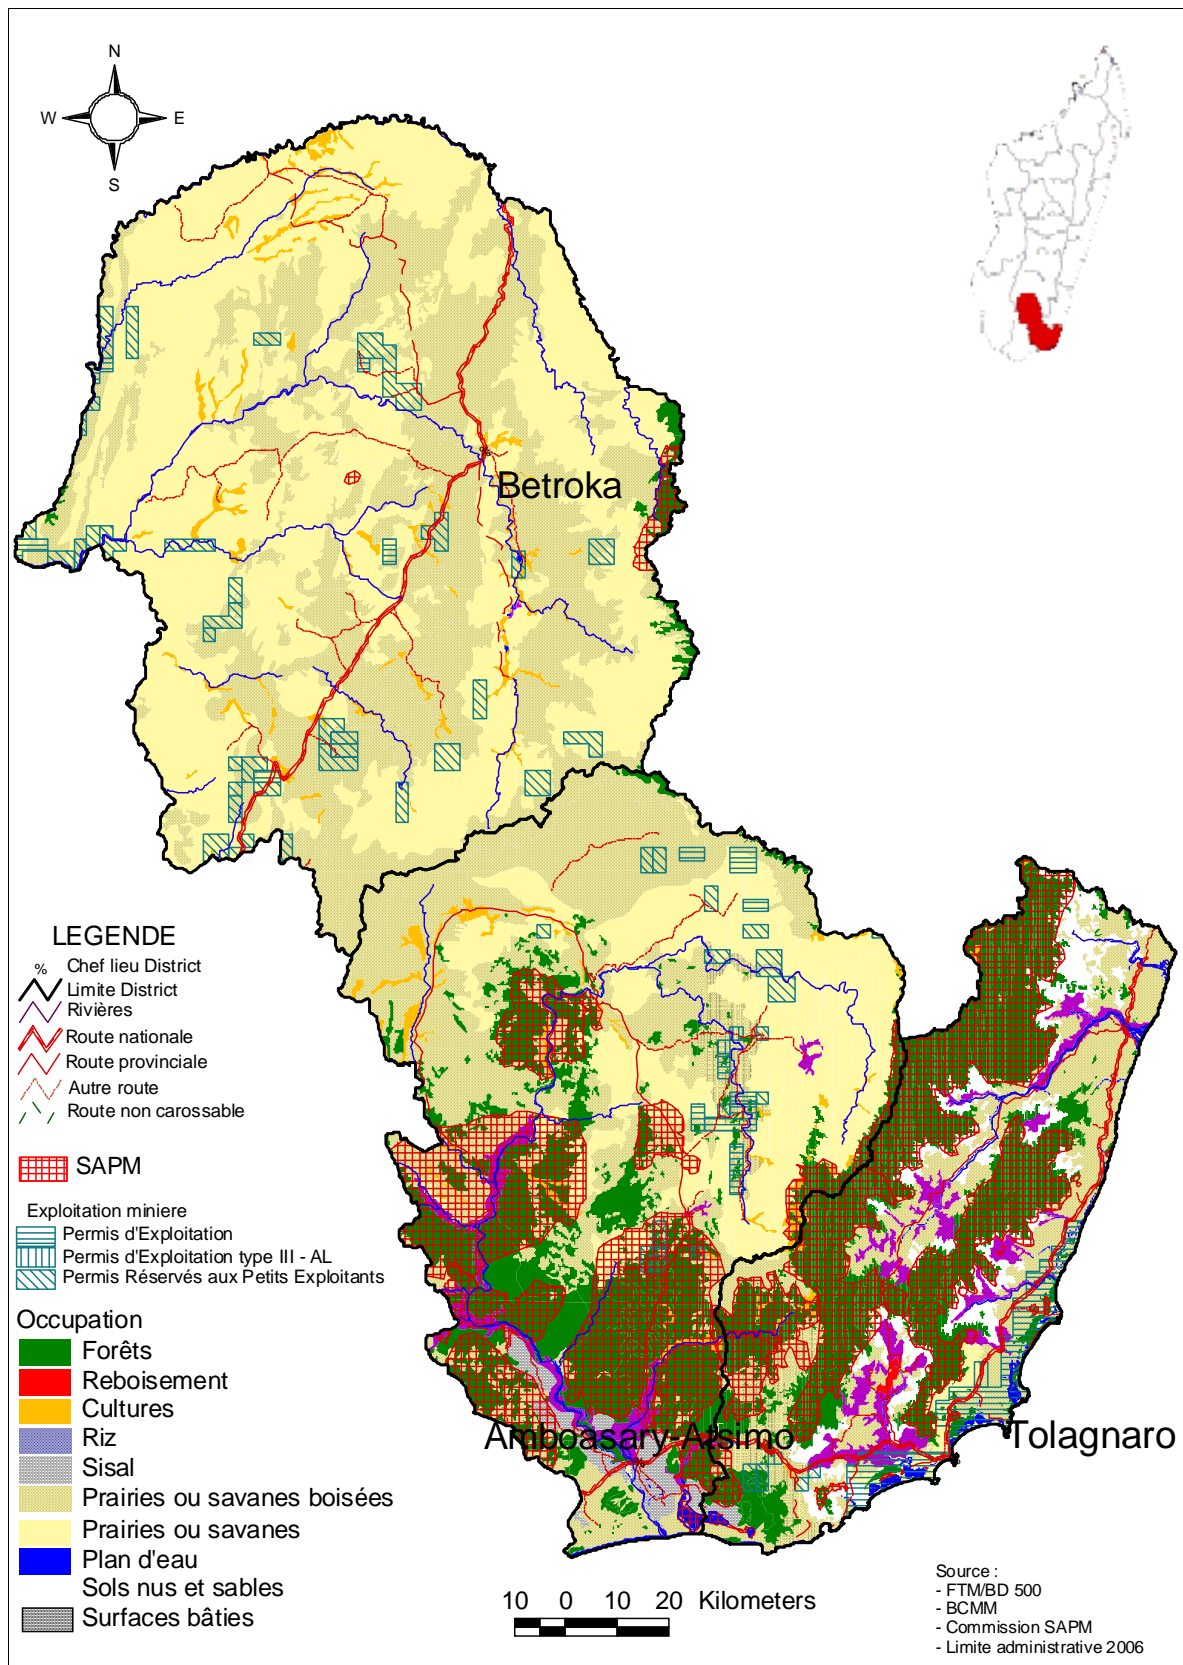 N
W E
S
Betroka
LEGENDE
% Chef lieu District
Limite District
Rivières
Route nationale
Route provinciale
Autre route
Route non carossable
SAPM
Exploitation miniere
Permis d'Exploitation
Permis d'Exploitation type III - AL
Permis Réservés aux Petits Exploitants
Occupation
Forêts
Reboisement
Cultures
Riz
Sisal
Prairies ou savanes boisées
Prairies ou savanes
Plan d'eau
Sols nus et sables
Surfaces bâties
Amboasary-Atsimo
Tolagnaro
10 0 10 20 Kilometers
Source :
- FTM/BD 500
- BCMM
- Commission SAPM
- Limite administrative 2006